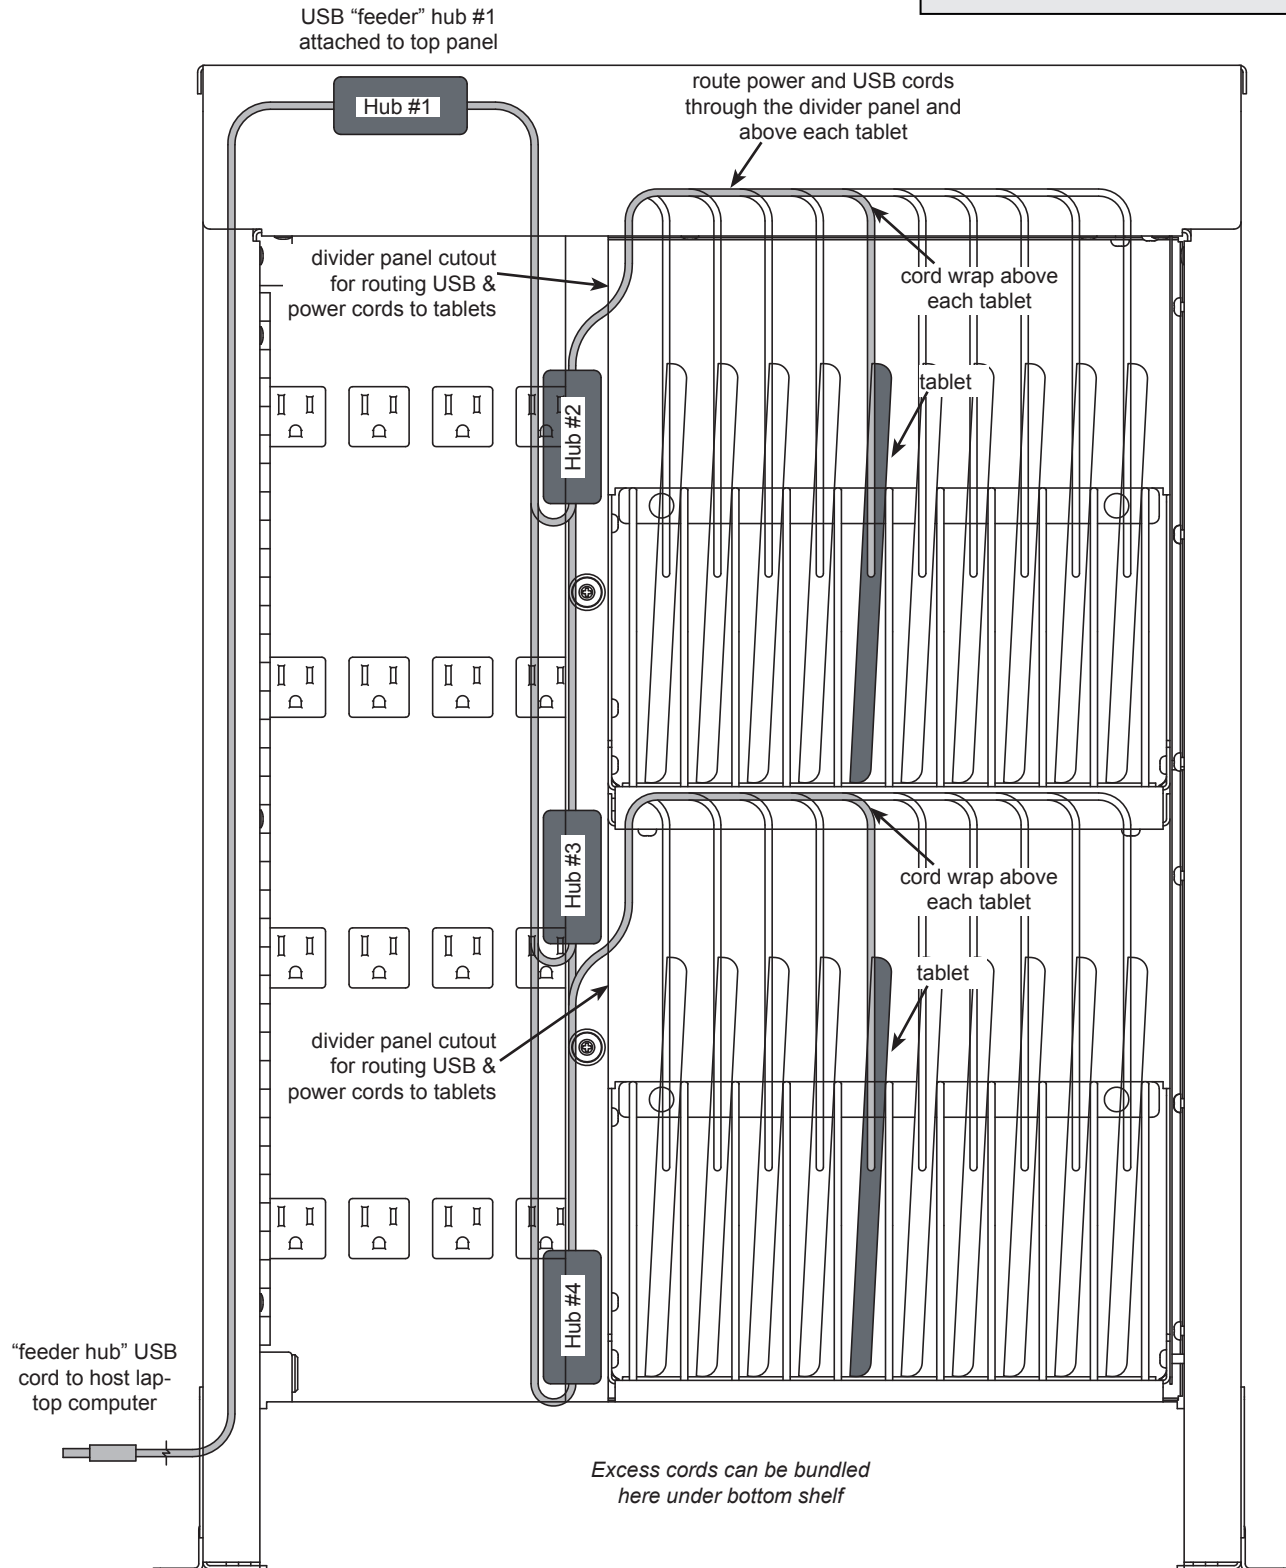 USB “feeder” hub #1
attached to top panel
Hub #1
route power and USB cords
through the divider panel and
above each tablet
divider panel cutout
for routing USB &
power cords to tablets
cord wrap above
each tablet
tablet
Hub #2
Hub #3
cord wrap above
each tablet
tablet
divider panel cutout
for routing USB &
power cords to tablets
Hub #4
“feeder hub” USB
cord to host lap-
top computer
Excess cords can be bundled
here under bottom shelf